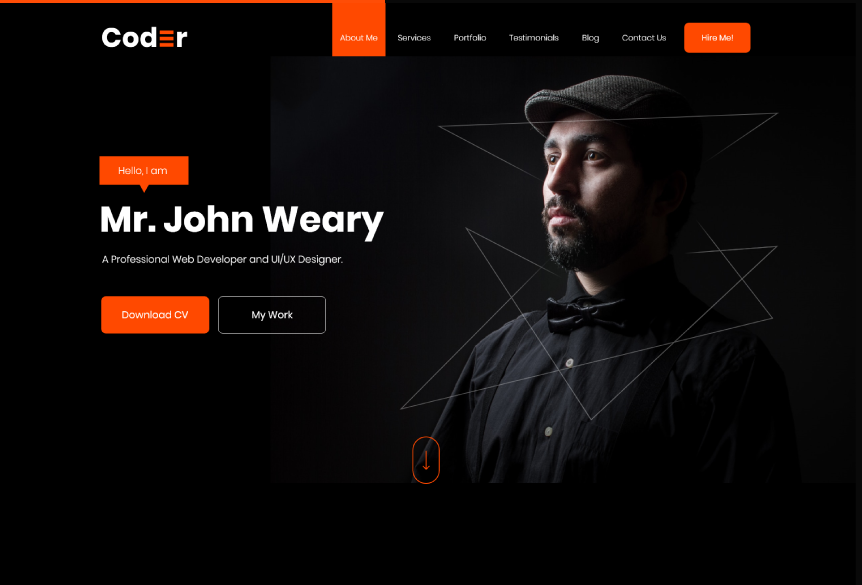 Coder
About Me
Services
Portfolio
Testimonials
Blog
Contact Us
Hire Me!
Hello, I am
Mr. John Weary
A Professional Web Developer and UI/UX Designer.
Download CV
My Work